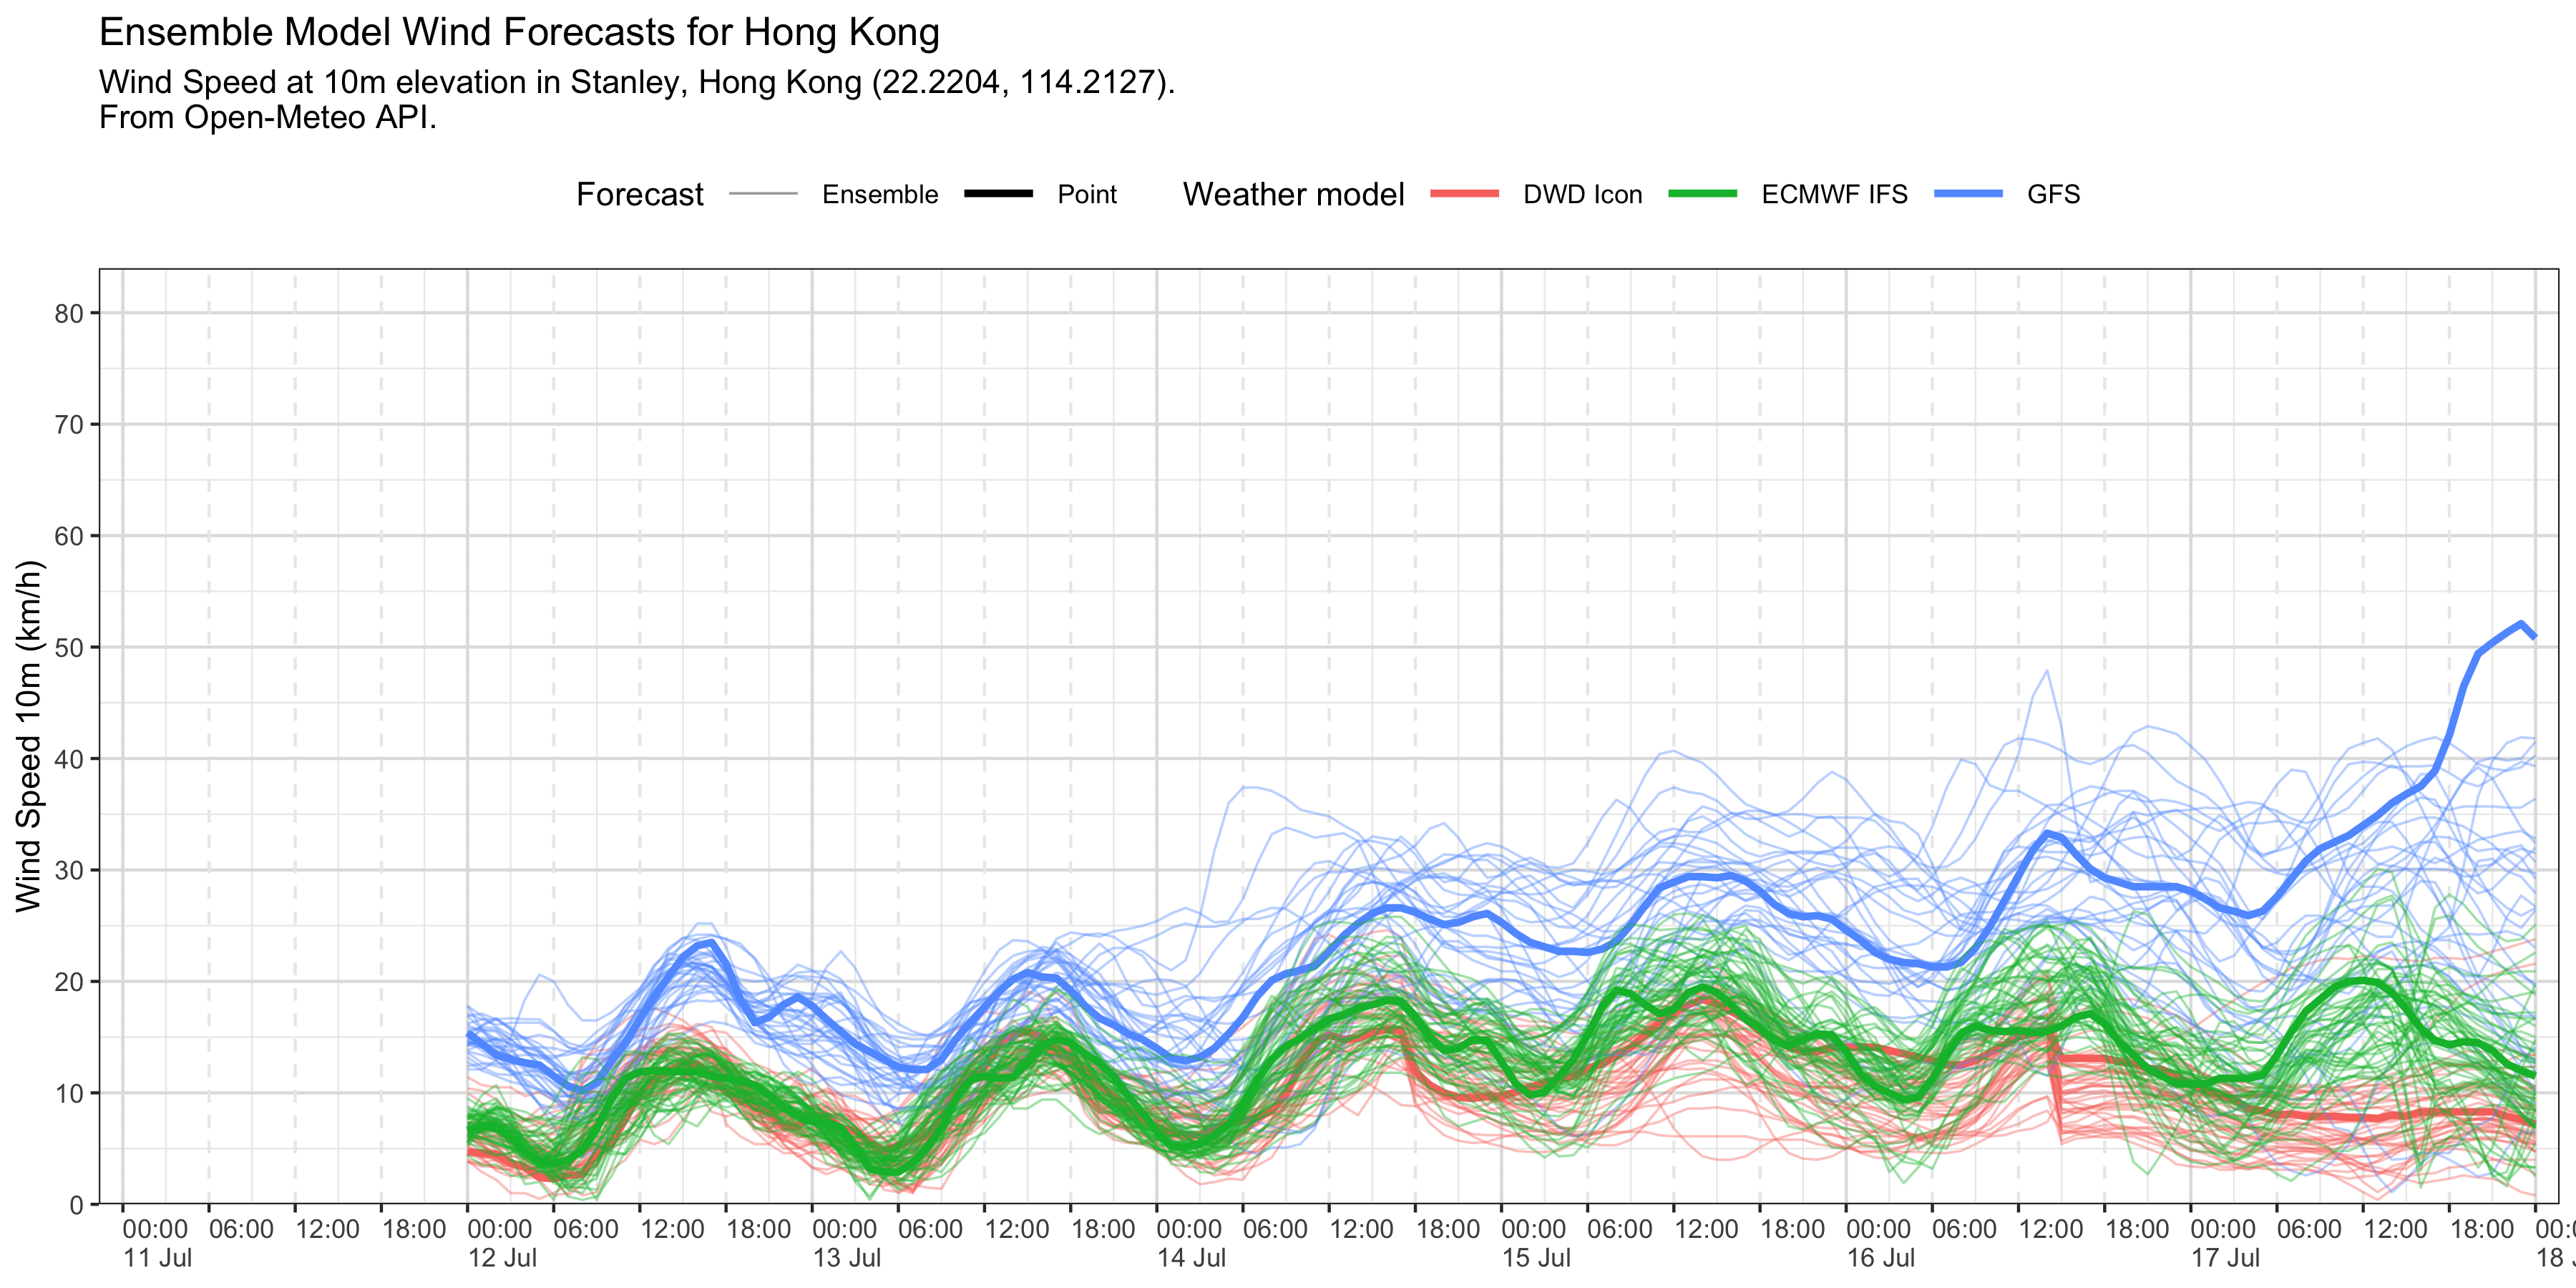 Ensemble Model Wind Forecasts for Hong Kong
Wind Speed at 10m elevation in Stanley, Hong Kong (22.2204, 114.2127).
From Open-Meteo API.
Forecast Ensemble Point Weather model DWD Icon ECMWF IFS GFS
Wind Speed 10m (km/h)
80
70
60
50
40
30
20
10
0
00:00 06:00 12:00 18:00 00:00 06:00 12:00 18:00 00:00 06:00 12:00 18:00 00:00 06:00 12:00 18:00 00:00 06:00 12:00 18:00 00:00 06:00 12:00 18:00 00:00 06:00 12:00 18:00
11 Jul 12 Jul 13 Jul 14 Jul 15 Jul 16 Jul 17 Jul 18